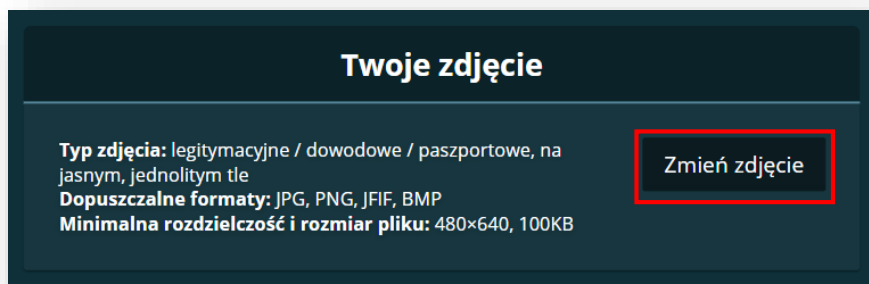 Twoje zdjęcie
Typ zdjęcia: legitymacyjne / dowodowe / paszportowe, na
jasnym, jednolitym tle
Dopuszczalne formaty: JPG, PNG, JFIF, BMP
Minimalna rozdzielczość i rozmiar pliku: 480×640, 100KB
Zmień zdjęcie